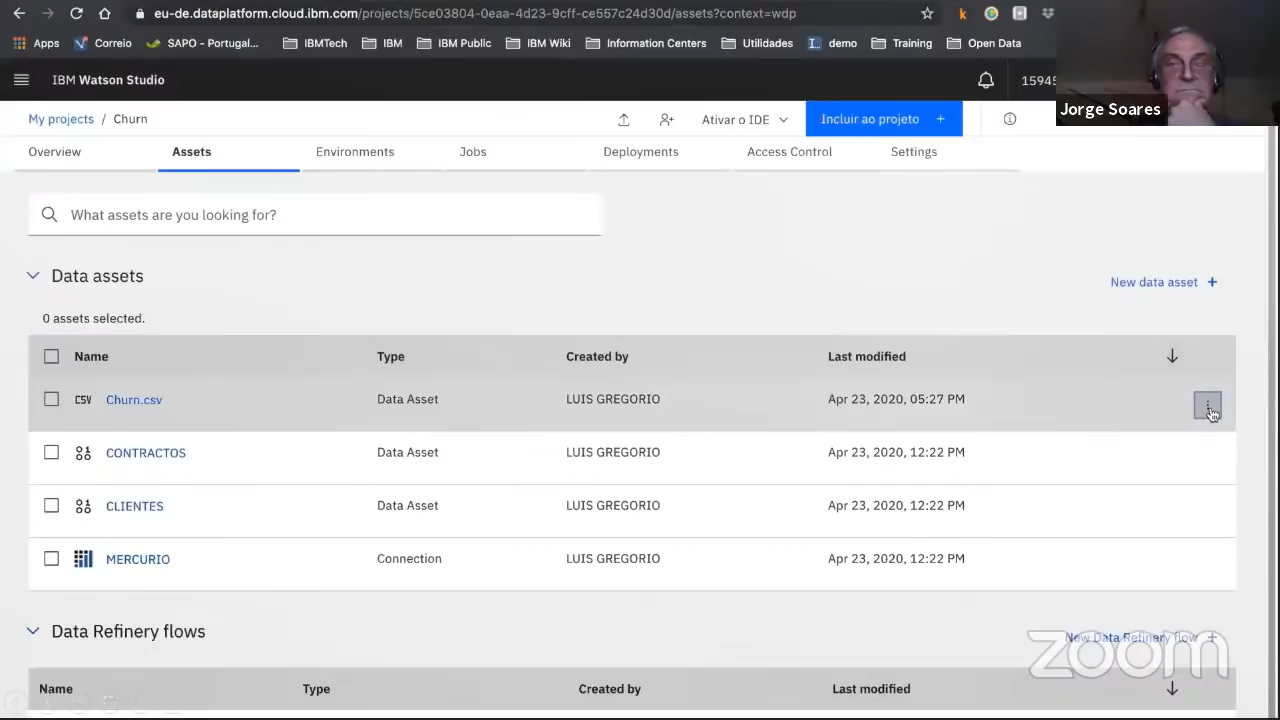 eu-de.dataplatform.cloud.ibm.com/projects/5ce03804-0eaa-4d23-9cff-ce557c24d30d/assets?context=wdp
Apps Correio SAPO - Portugal... IBMTech IBM IBM Public IBM Wiki Information Centers Utilidades demo Training Open Data
IBM Watson Studio 15945
Jorge Soares
My projects / Churn Ativar o IDE Incluir ao projeto +
Overview Assets Environments Jobs Deployments Access Control Settings
What assets are you looking for?
Data assets
New data asset +
0 assets selected.
Name Type Created by Last modified
CSV Churn.csv Data Asset LUIS GREGORIO Apr 23, 2020, 05:27 PM
CONTRACTOS Data Asset LUIS GREGORIO Apr 23, 2020, 12:22 PM
CLIENTES Data Asset LUIS GREGORIO Apr 23, 2020, 12:22 PM
MERCURIO Connection LUIS GREGORIO Apr 23, 2020, 12:22 PM
Data Refinery flows
New Data Refinery flow +
zoom
Name Type Created by Last modified